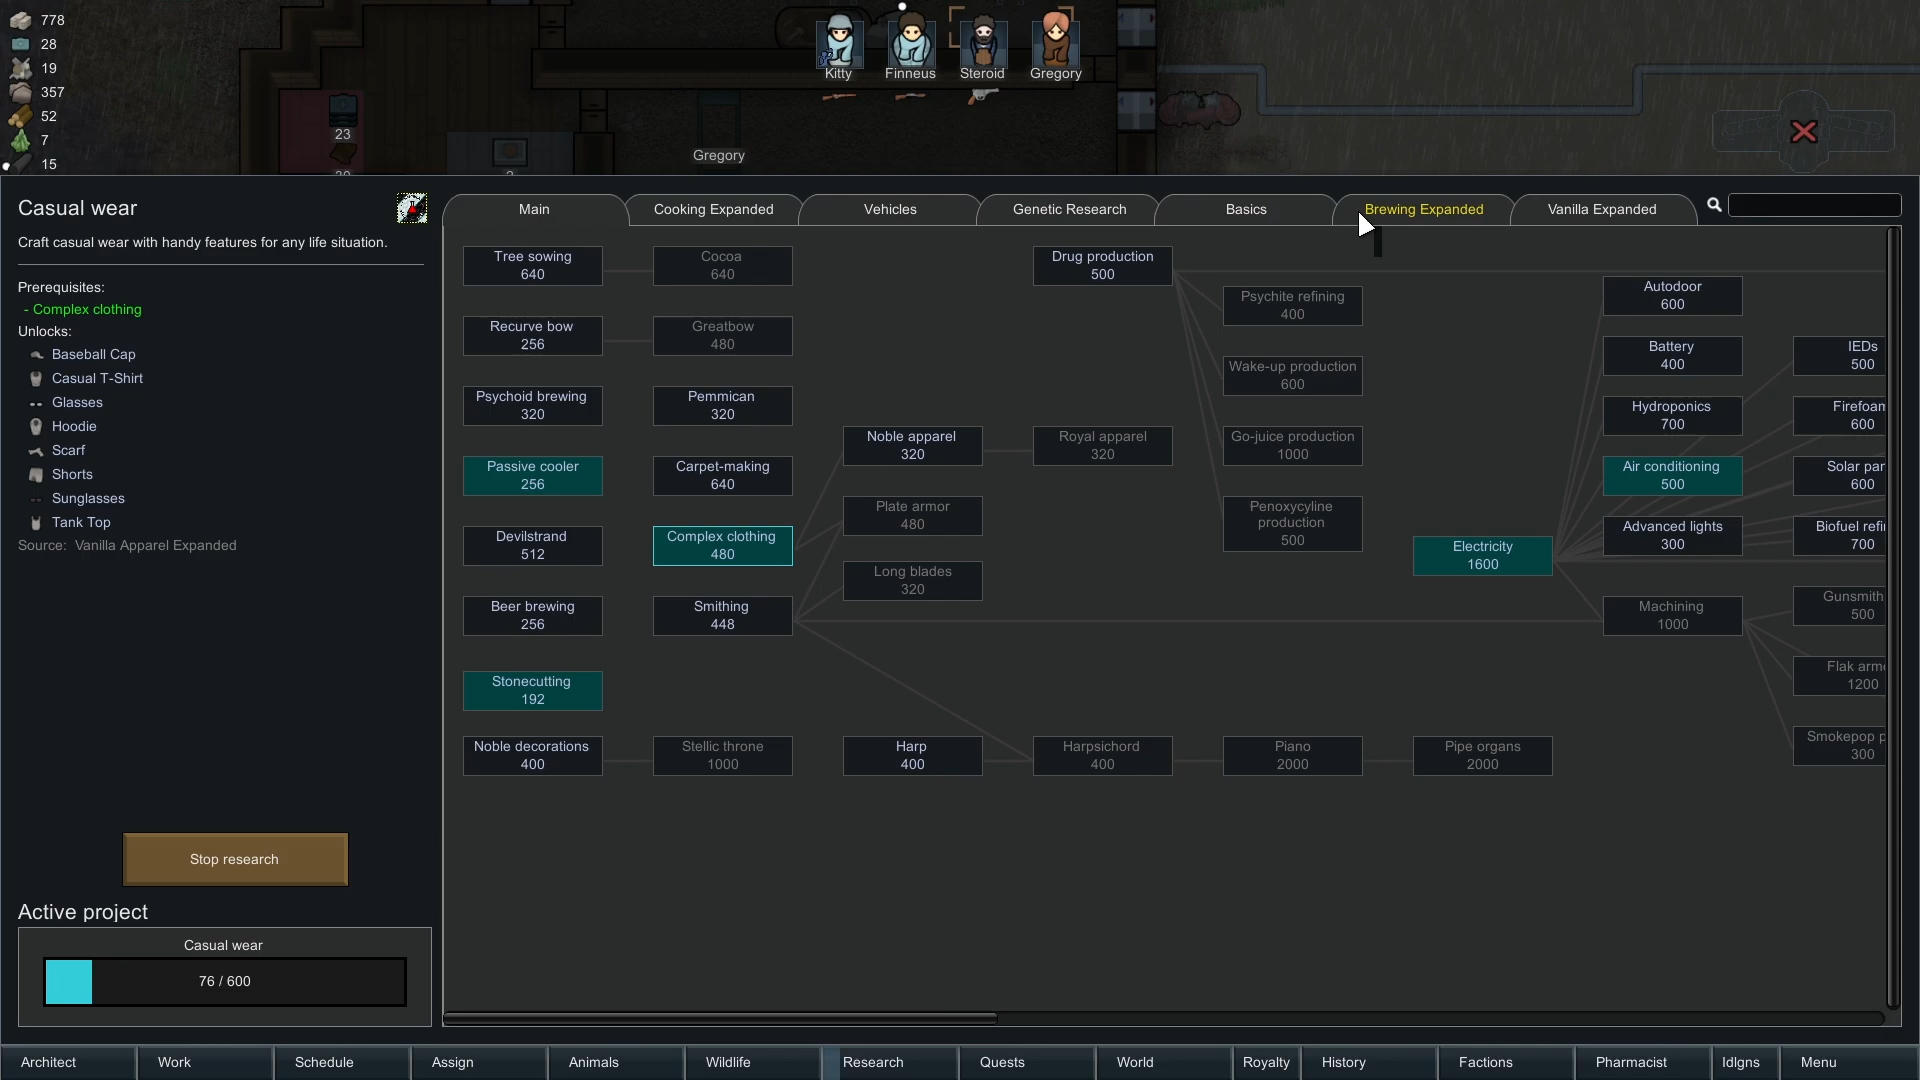 778
28
19
357
52
7
15
Kitty
Finneus
Steroid
Gregory
23
Gregory
Casual wear
Craft casual wear with handy features for any life situation.
Prerequisites:
- Complex clothing
Unlocks:
Baseball Cap
Casual T-Shirt
Glasses
Hoodie
Scarf
Shorts
Sunglasses
Tank Top
Source: Vanilla Apparel Expanded
Stop research
Active project
Casual wear
76 / 600
Main
Cooking Expanded
Vehicles
Genetic Research
Basics
Brewing Expanded
Vanilla Expanded
Tree sowing
640
Cocoa
640
Drug production
500
Recurve bow
256
Greatbow
480
Psychite refining
400
Autodoor
600
Wake-up production
600
Battery
400
IEDs
500
Psychoid brewing
320
Pemmican
320
Noble apparel
320
Royal apparel
320
Go-juice production
1000
Hydroponics
700
Firefoam
600
Passive cooler
256
Carpet-making
640
Plate armor
480
Penoxycyline
production
500
Air conditioning
500
Solar pan
600
Devilstrand
512
Complex clothing
480
Long blades
320
Electricity
1600
Advanced lights
300
Biofuel refi
700
Beer brewing
256
Smithing
448
Machining
1000
Gunsmith
500
Stonecutting
192
Flak arm
1200
Noble decorations
400
Stellic throne
1000
Harp
400
Harpsichord
400
Piano
2000
Pipe organs
2000
Smokepop p
300
Architect
Work
Schedule
Assign
Animals
Wildlife
Research
Quests
World
Royalty
History
Factions
Pharmacist
Idlgns
Menu